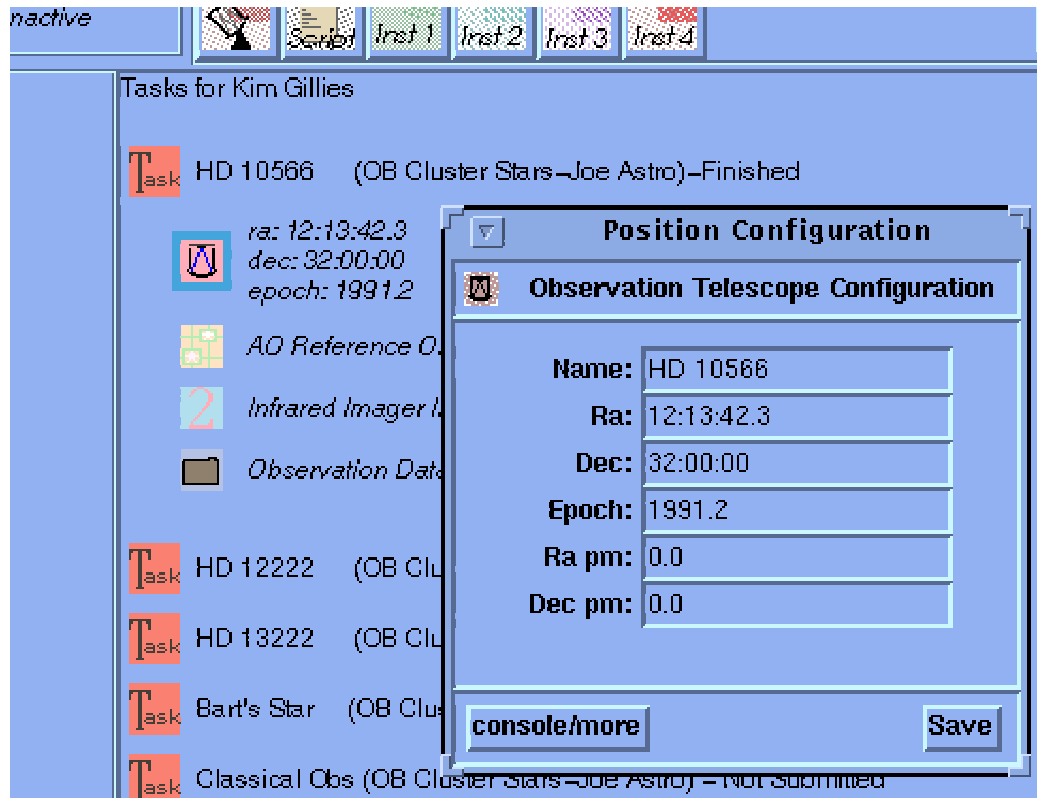 nactive
Script Inst 1 Inst 2 Inst 3 Inst 4
Tasks for Kim Gillies
Task HD 10566 (OB Cluster Stars-Joe Astro)-Finished
ra: 12:13:42.3
dec: 32:00:00
epoch: 1991.2
AO Reference O
Infrared Imager I
Observation Data
Task HD 12222 (OB Clu
Task HD 13222 (OB Clu
Task Bart's Star (OB Clus
Task Classical Obs (OB Cluster Stars-Joe Astro) - Not Submitted
Position Configuration
Observation Telescope Configuration
Name: HD 10566
Ra: 12:13:42.3
Dec: 32:00:00
Epoch: 1991.2
Ra pm: 0.0
Dec pm: 0.0
console/more Save